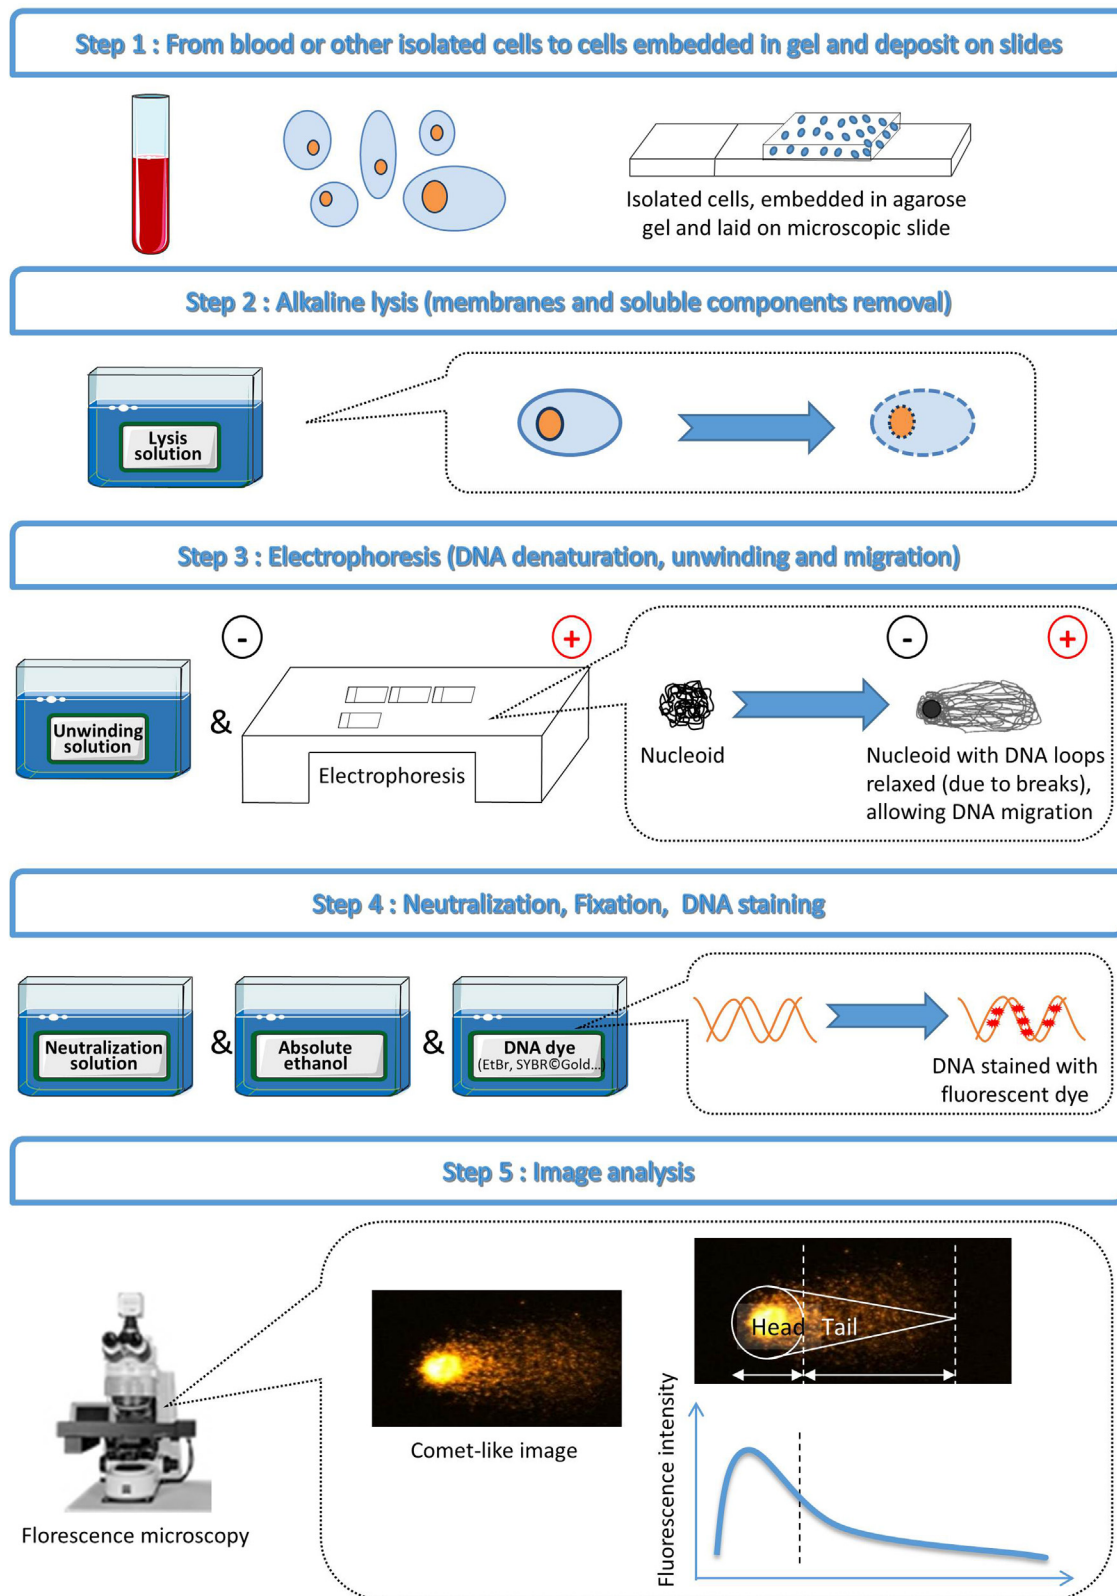 Step 1 : From blood or other isolated cells to cells embedded in gel and deposit on slides
Isolated cells, embedded in agarose
gel and laid on microscopic slide
Step 2 : Alkaline lysis (membranes and soluble components removal)
Lysis
solution
Step 3 : Electrophoresis (DNA denaturation, unwinding and migration)
- + - +
Unwinding
solution
&
Electrophoresis
Nucleoid
Nucleoid with DNA loops
relaxed (due to breaks),
allowing DNA migration
Step 4 : Neutralization, Fixation, DNA staining
Neutralization
solution
&
Absolute
ethanol
&
DNA dye
(EtBr, SYBR©Gold...)
DNA stained with
fluorescent dye
Step 5 : Image analysis
Head Tail
Comet-like image
Fluorescence intensity
Florescence microscopy